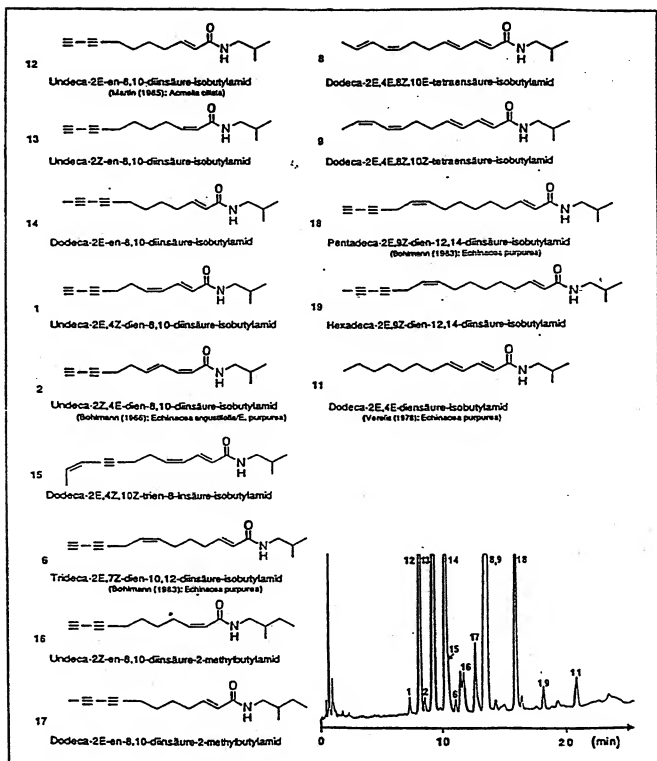 12
Undeca-2E-en-8,10-diinsäure-isobutylamid
(Martin (1985): Acmella ciliata)
13
Undeca-2Z-en-8,10-diinsäure-isobutylamid
14
Dodeca-2E-en-8,10-diinsäure-isobutylamid
1
Undeca-2E,4Z-dien-8,10-diinsäure-isobutylamid
2
Undeca-2Z,4E-dien-8,10-diinsäure-isobutylamid
(Bohlmann (1966): Echinacea angustifolia/E. purpurea)
15
Dodeca-2E,4Z,10Z-trien-8-insäure-isobutylamid
6
Trideca-2E,7Z-dien-10,12-diinsäure-isobutylamid
(Bohlmann (1983): Echinacea purpurea)
16
Undeca-2Z-en-8,10-diinsäure-2-methylbutylamid
17
Dodeca-2E-en-8,10-diinsäure-2-methylbutylamid
8
Dodeca-2E,4E,8Z,10E-tetraensäure-isobutylamid
9
Dodeca-2E,4E,8Z,10Z-tetraensäure-isobutylamid
18
Pentadeca-2E,9Z-dien-12,14-diinsäure-isobutylamid
(Bohlmann (1983): Echinacea purpurea)
19
Hexadeca-2E,9Z-dien-12,14-diinsäure-isobutylamid
11
Dodeca-2E,4E-diensäure-isobutylamid
(Verelis (1978): Echinacea purpurea)
O
N
H
O
N
H
O
N
H
O
N
H
O
N
H
O
N
H
O
N
H
O
N
H
O
N
H
O
N
H
O
N
H
O
N
H
O
N
H
O
N
H
12 13 14 8,9 18
15 17
16
1 2 6 19 11
0 10 20 (min)